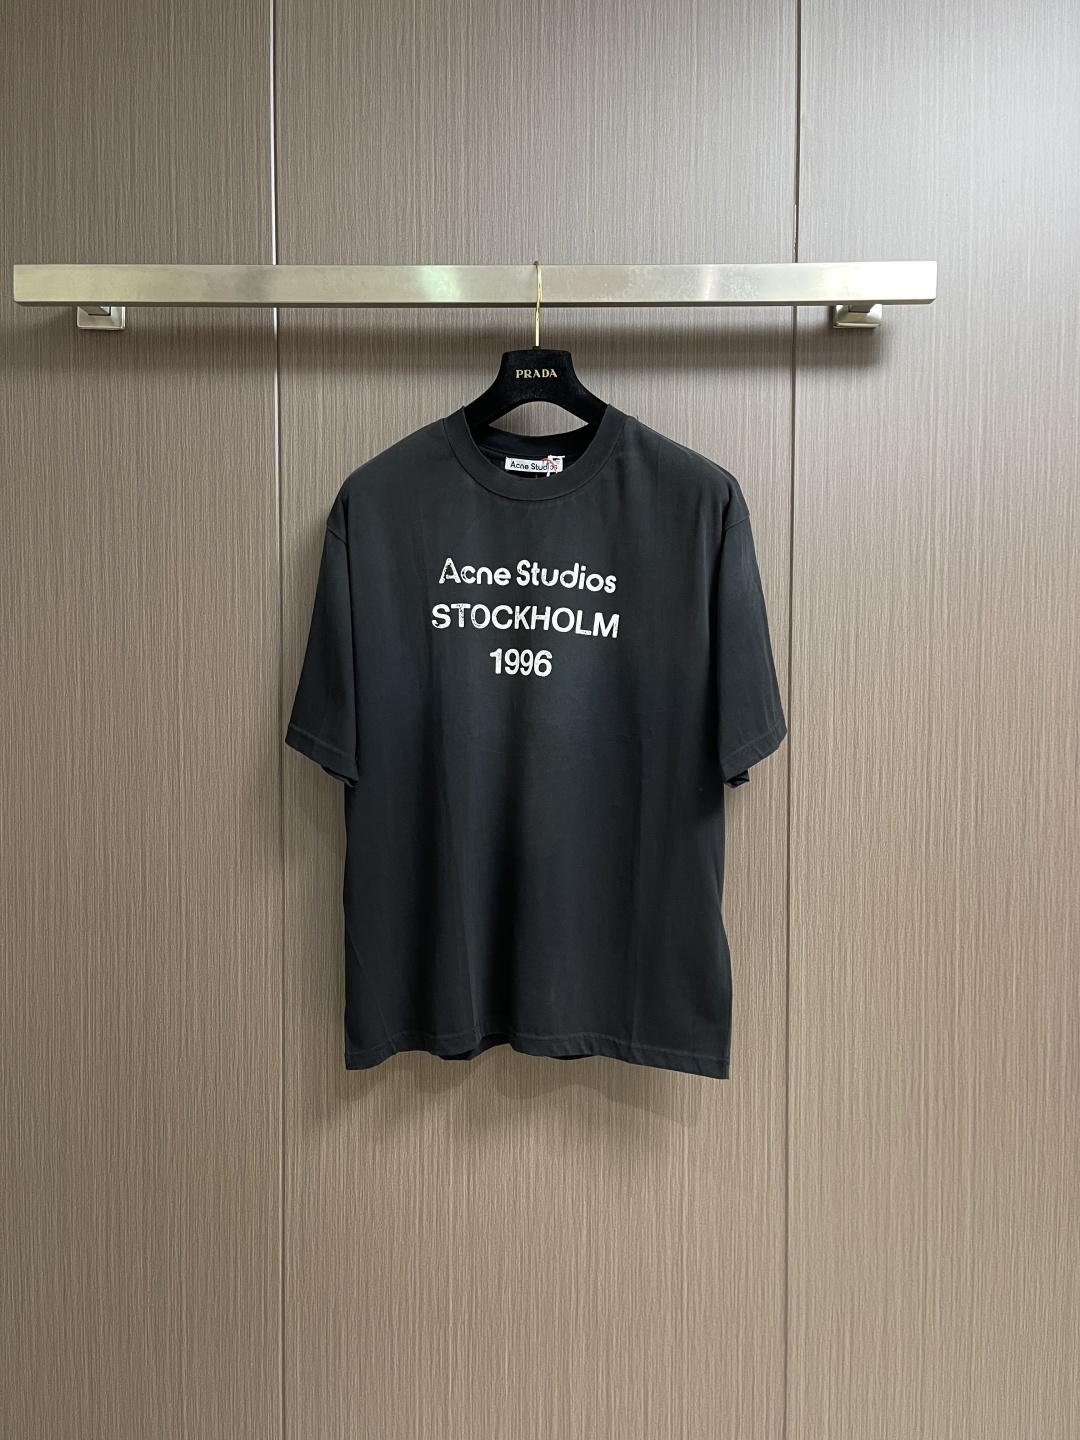 PRADA
Acne Studios
Acne Studios
STOCKHOLM
1996